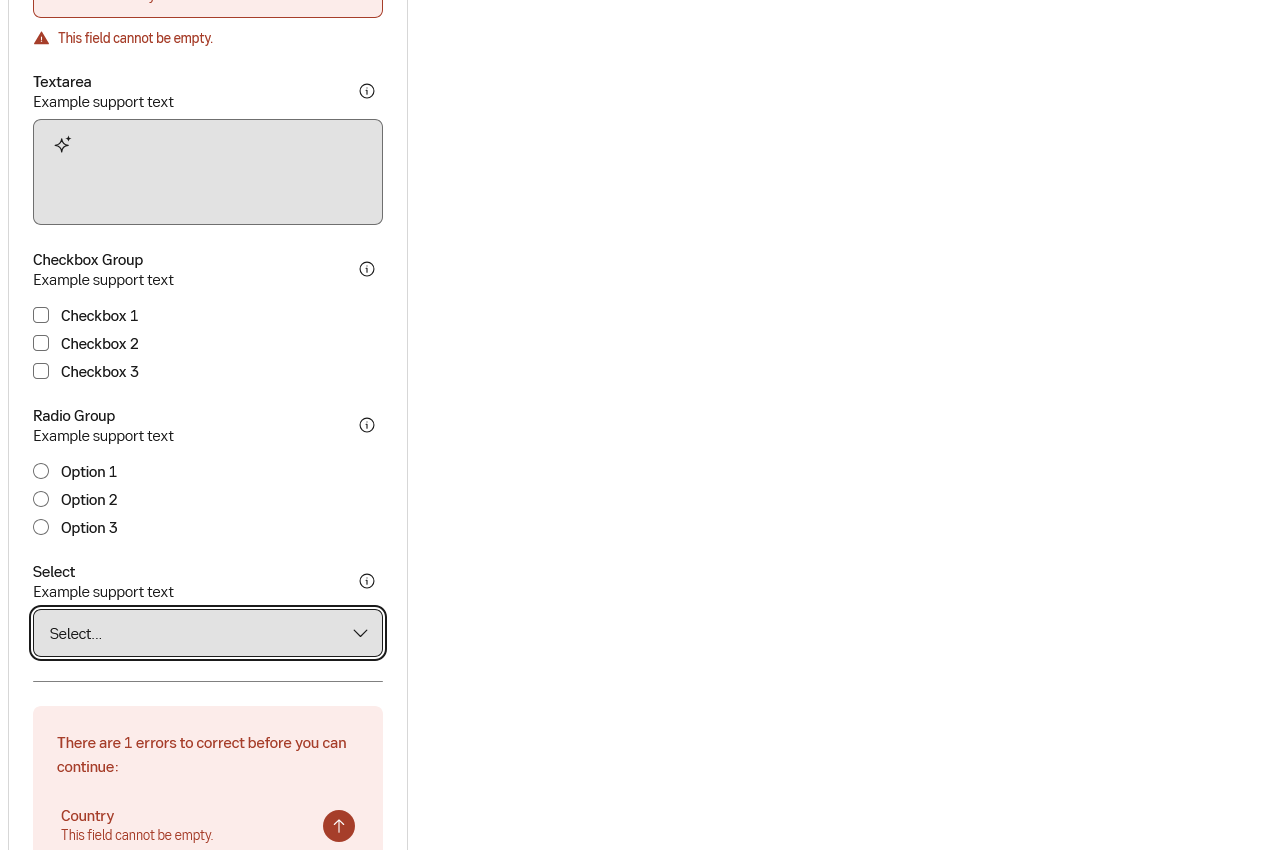 This field cannot be empty.
Textarea
Example support text
Checkbox Group
Example support text
Checkbox 1
Checkbox 2
Checkbox 3
Radio Group
Example support text
Option 1
Option 2
Option 3
Select
Example support text
Select...
There are 1 errors to correct before you can
continue:
Country
This field cannot be empty.